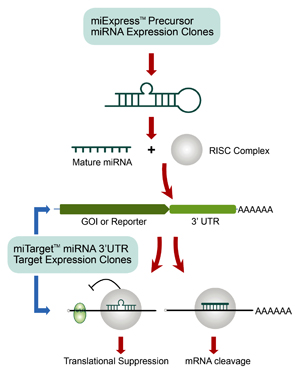 miExpress™ Precursor
miRNA Expression Clones
Mature miRNA
+
RISC Complex
AAAAAA
GOI or Reporter
3' UTR
miTarget™ miRNA 3'UTR
Target Expression Clones
AAAAAA
Translational Suppression
mRNA cleavage